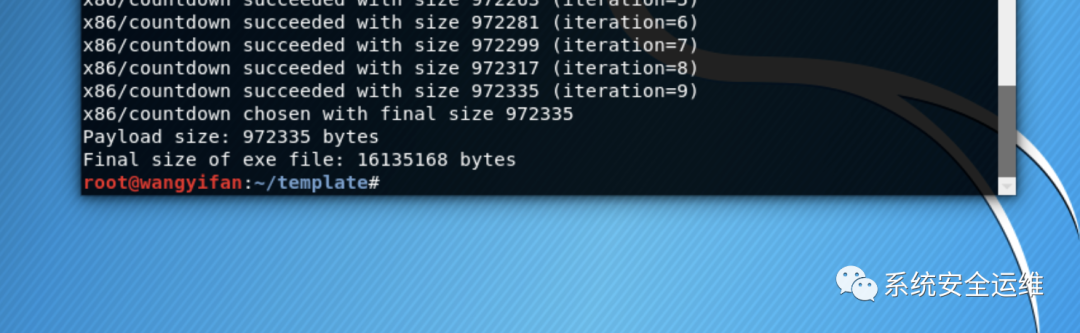 x86/countdown succeeded with size 972263 (iteration=5)
x86/countdown succeeded with size 972281 (iteration=6)
x86/countdown succeeded with size 972299 (iteration=7)
x86/countdown succeeded with size 972317 (iteration=8)
x86/countdown succeeded with size 972335 (iteration=9)
x86/countdown chosen with final size 972335
Payload size: 972335 bytes
Final size of exe file: 16135168 bytes
root@wangyifan:~/template#
系统安全运维